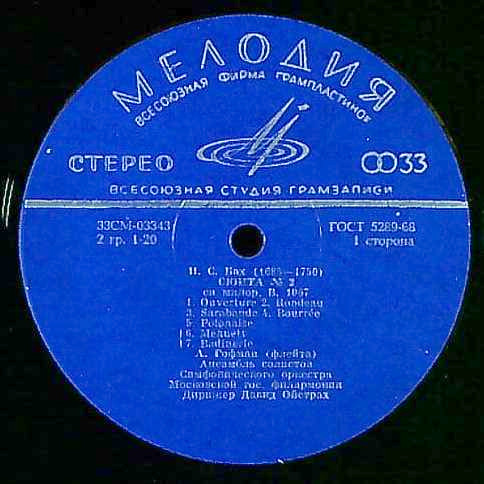 МЕЛОДИЯ
ВСЕСОЮЗНАЯ ФИРМА ГРАМПЛАСТИНОК
СТЕРЕО
33
ВСЕСОЮЗНАЯ СТУДИЯ ГРАМЗАПИСИ
33СМ-03343
2 гр. 1-20
ГОСТ 5289-68
1 сторона
И. С. Бах (1685—1750)
СЮИТА № 2
си минор, В. 1067
1. Ouverture 2. Rondeau
3. Sarabande 4. Bourrée
5. Polonaise
6. Menuett
7. Badinerie
А. Гофман (флейта)
Ансамбль солистов
Симфонического оркестра
Московской гос. филармонии
Дирижер Давид Ойстрах